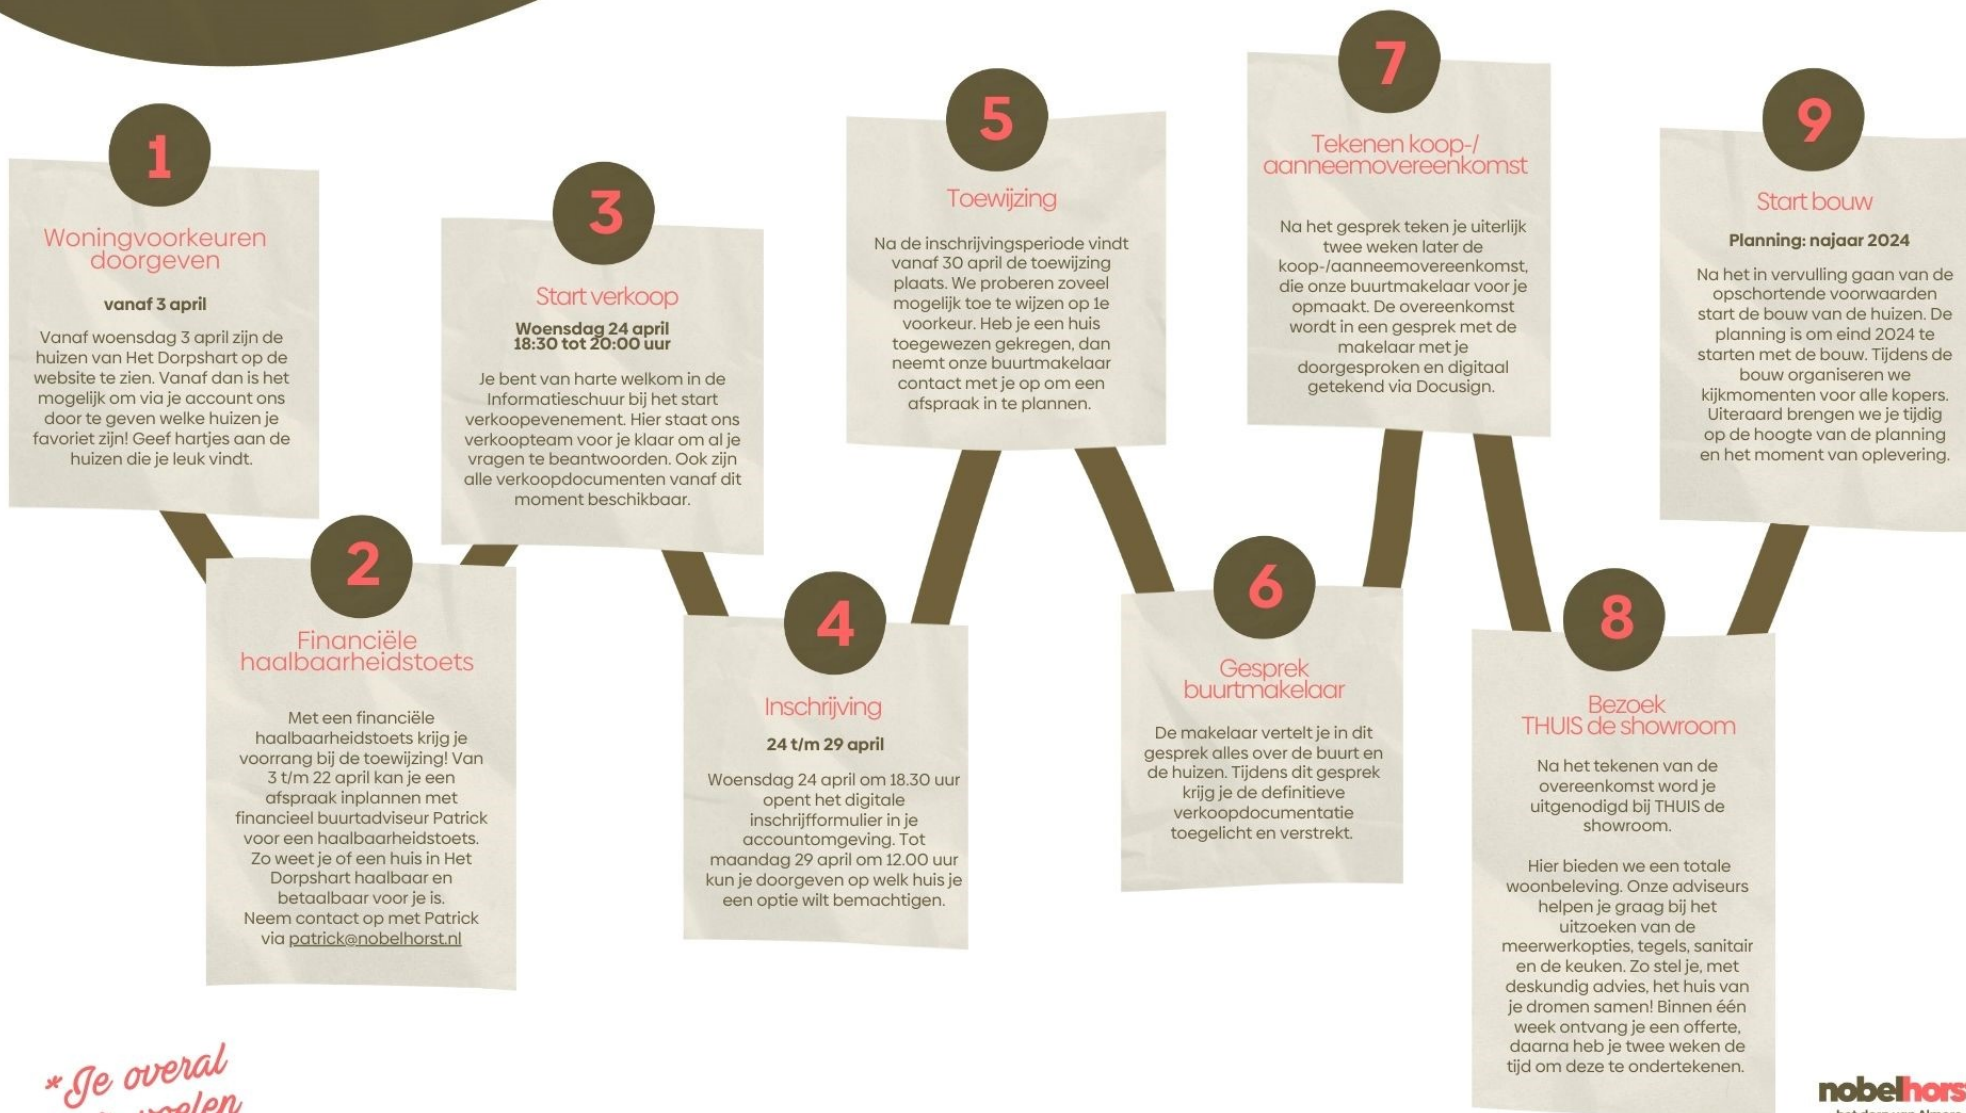 1
Woningvoorkeuren
doorgeven
vanaf 3 april
Vanaf woensdag 3 april zijn de
huizen van Het Dorpshart op de
website te zien. Vanaf dan is het
mogelijk om via je account ons
door te geven welke huizen je
favoriet zijn! Geef hartjes aan de
huizen die je leuk vindt.
2
Financiële
haalbaarheidstoets
Met een financiële
haalbaarheidstoets krijg je
voorrang bij de toewijzing! Van
3 t/m 22 april kan je een
afspraak inplannen met
financieel buurtadviseur Patrick
voor een haalbaarheidstoets.
Zo weet je of een huis in Het
Dorpshart haalbaar en
betaalbaar voor je is.
Neem contact op met Patrick
via patrick@nobelhorst.nl
3
Start verkoop
Woensdag 24 april
18:30 tot 20:00 uur
Je bent van harte welkom in de
Informatieschuur bij het start
verkoopevenement. Hier staat ons
verkoopteam voor je klaar om al je
vragen te beantwoorden. Ook zijn
alle verkoopdocumenten vanaf dit
moment beschikbaar.
4
Inschrijving
24 t/m 29 april
Woensdag 24 april om 18.30 uur
opent het digitale
inschrijfformulier in je
accountomgeving. Tot
maandag 29 april om 12.00 uur
kun je doorgeven op welk huis je
een optie wilt bemachtigen.
5
Toewijzing
Na de inschrijvingsperiode vindt
vanaf 30 april de toewijzing
plaats. We proberen zoveel
mogelijk toe te wijzen op 1e
voorkeur. Heb je een huis
toegewezen gekregen, dan
neemt onze buurtmakelaar
contact met je op om een
afspraak in te plannen.
6
Gesprek
buurtmakelaar
De makelaar vertelt je in dit
gesprek alles over de buurt en
de huizen. Tijdens dit gesprek
krijg je de definitieve
verkoopdocumentatie
toegelicht en verstrekt.
7
Tekenen koop-/
aanneemovereenkomst
Na het gesprek teken je uiterlijk
twee weken later de
koop-/aanneemovereenkomst,
die onze buurtmakelaar voor je
opmaakt. De overeenkomst
wordt in een gesprek met de
makelaar met je
doorgesproken en digitaal
getekend via Docusign.
8
Bezoek
THUIS de showroom
Na het tekenen van de
overeenkomst word je
uitgenodigd bij THUIS de
showroom.
Hier bieden we een totale
woonbeleving. Onze adviseurs
helpen je graag bij het
uitzoeken van de
meerwerkopties, tegels, sanitair
en de keuken. Zo stel je, met
deskundig advies, het huis van
je dromen samen! Binnen één
week ontvang je een offerte,
daarna heb je twee weken de
tijd om deze te ondertekenen.
9
Start bouw
Planning: najaar 2024
Na het in vervulling gaan van de
opschortende voorwaarden
start de bouw van de huizen. De
planning is om eind 2024 te
starten met de bouw. Tijdens de
bouw organiseren we
kijkmomenten voor alle kopers.
Uiteraard brengen we je tijdig
op de hoogte van de planning
en het moment van oplevering.
*Je overal
nobelhors